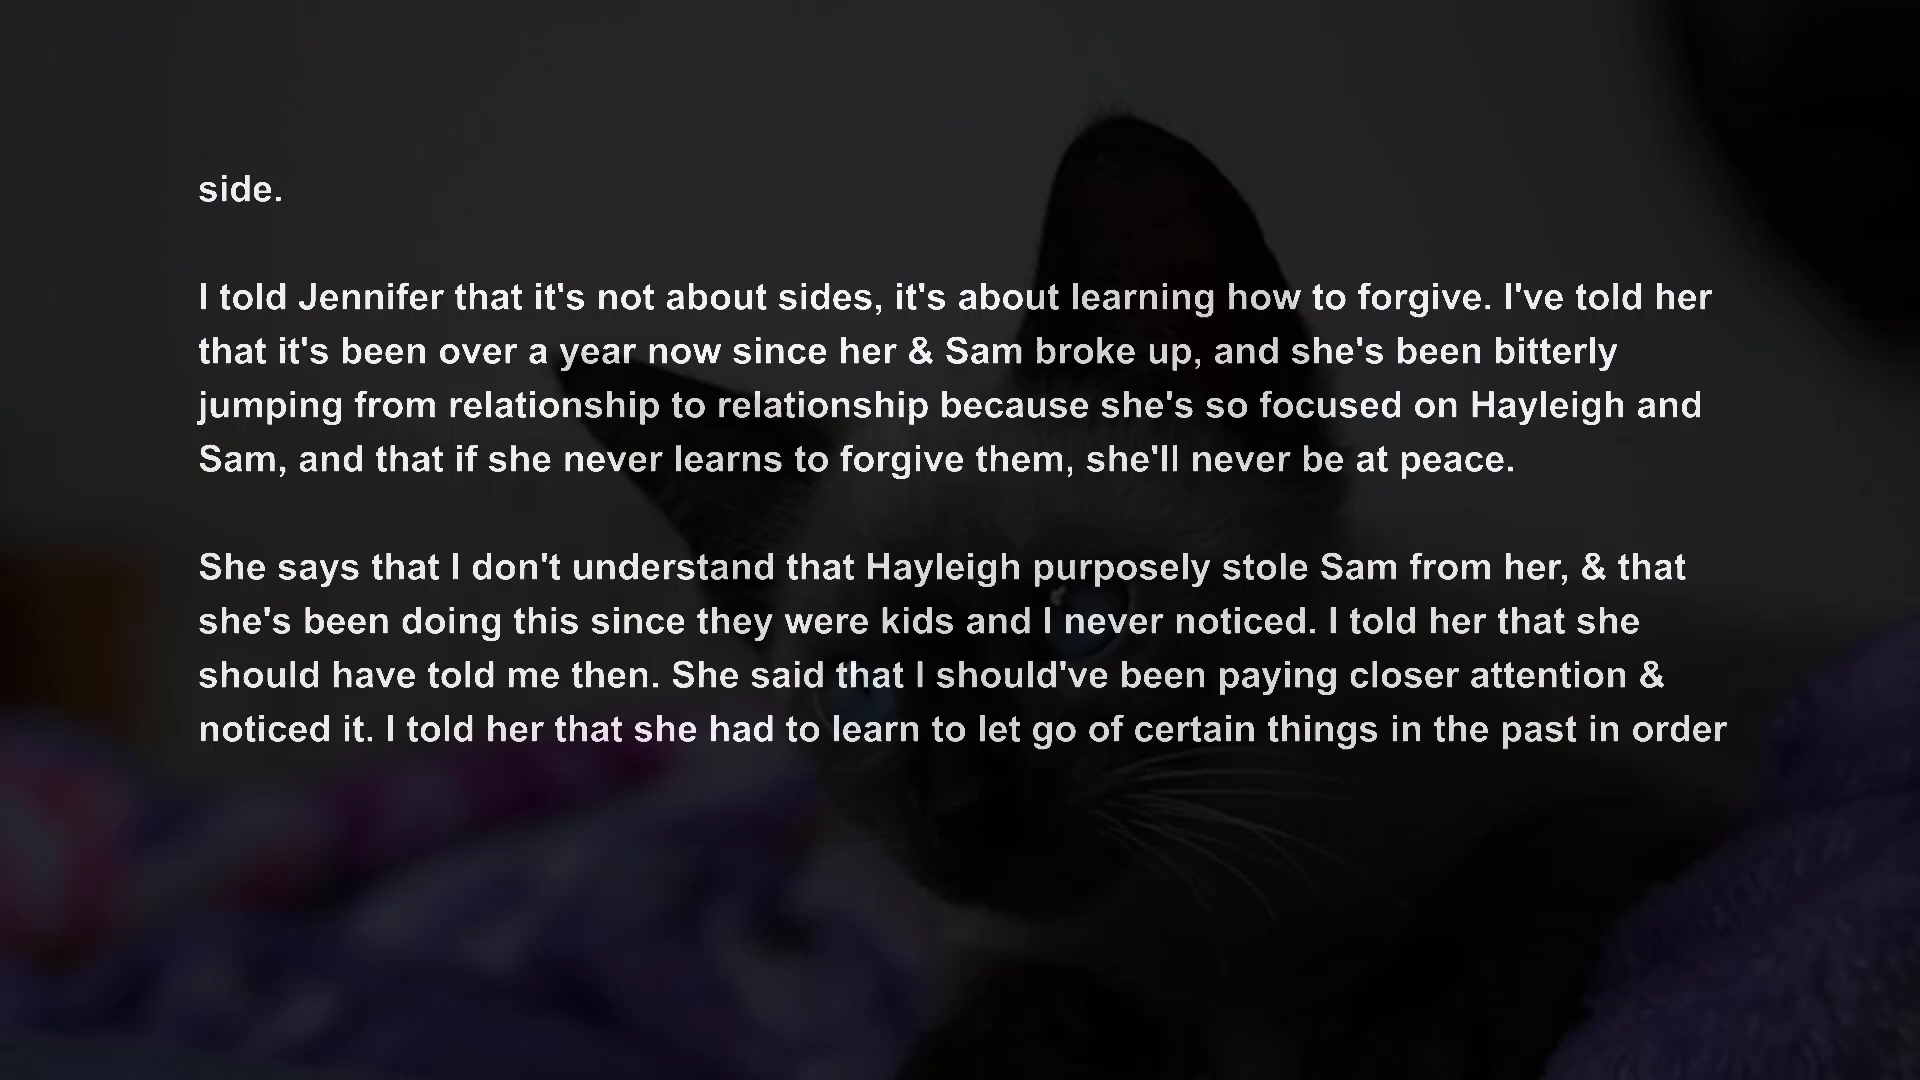 side.
I told Jennifer that it's not about sides, it's about learning how to forgive. I've told her
that it's been over a year now since her & Sam broke up, and she's been bitterly
jumping from relationship to relationship because she's so focused on Hayleigh and
Sam, and that if she never learns to forgive them, she'll never be at peace.
She says that I don't understand that Hayleigh purposely stole Sam from her, & that
she's been doing this since they were kids and I never noticed. I told her that she
should have told me then. She said that I should've been paying closer attention &
noticed it. I told her that she had to learn to let go of certain things in the past in order